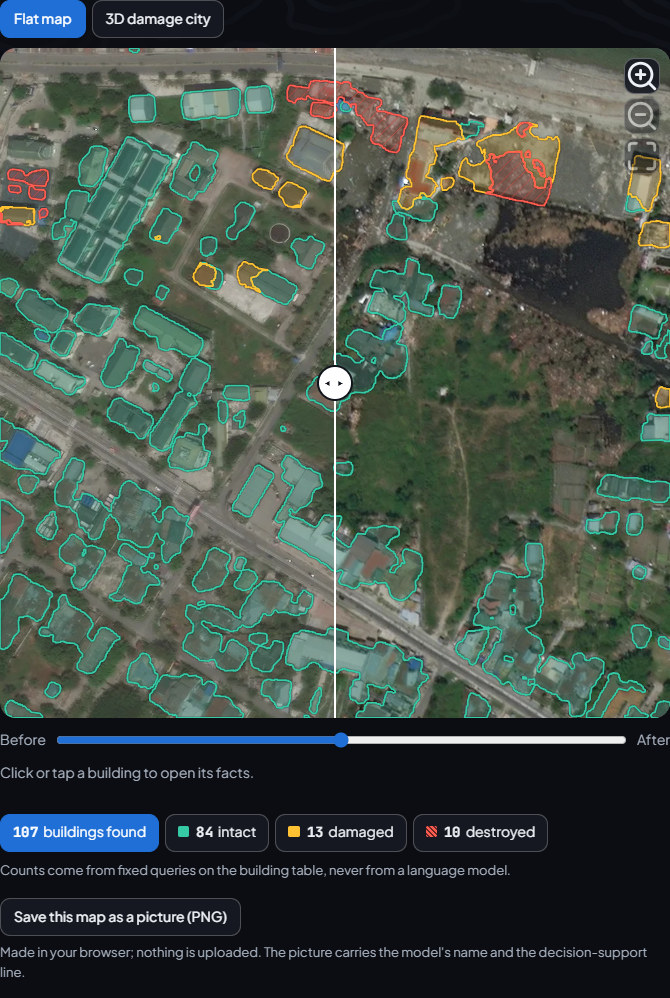 Flat map
3D damage city
Before
After
Click or tap a building to open its facts.
107 buildings found
84 intact
13 damaged
10 destroyed
Counts come from fixed queries on the building table, never from a language model.
Save this map as a picture (PNG)
Made in your browser; nothing is uploaded. The picture carries the model's name and the decision-support
line.